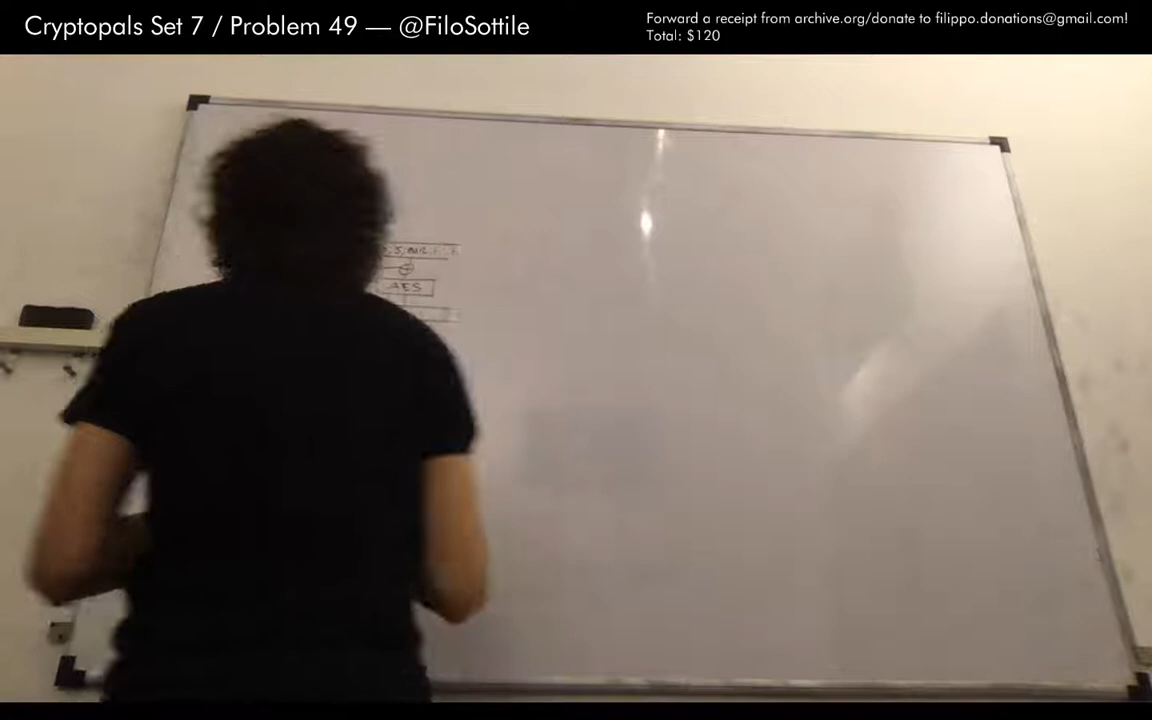 Cryptopals Set 7 / Problem 49 — @FiloSottile
Forward a receipt from archive.org/donate to filippo.donations@gmail.com!
Total: $120
AES